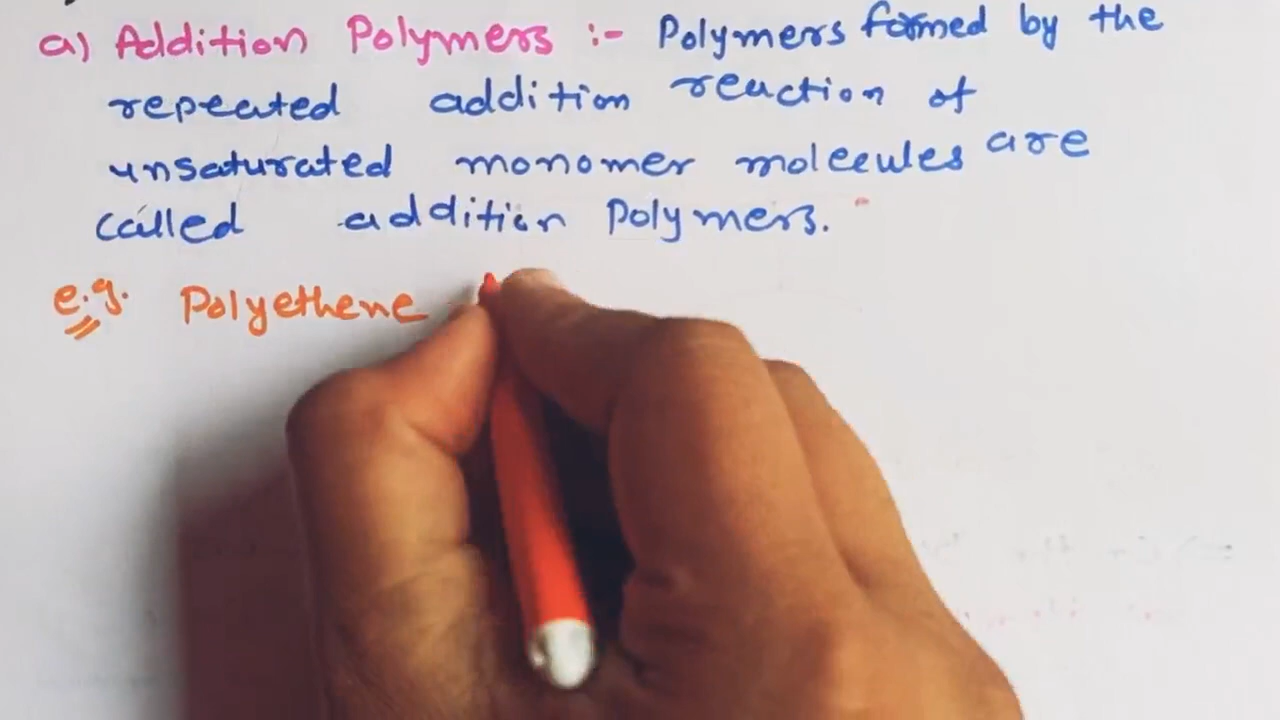 a) Addition Polymers :- Polymers formed by the
repeated addition reaction of
unsaturated monomer molecules are
called addition Polymers.
e.g. Polyethene